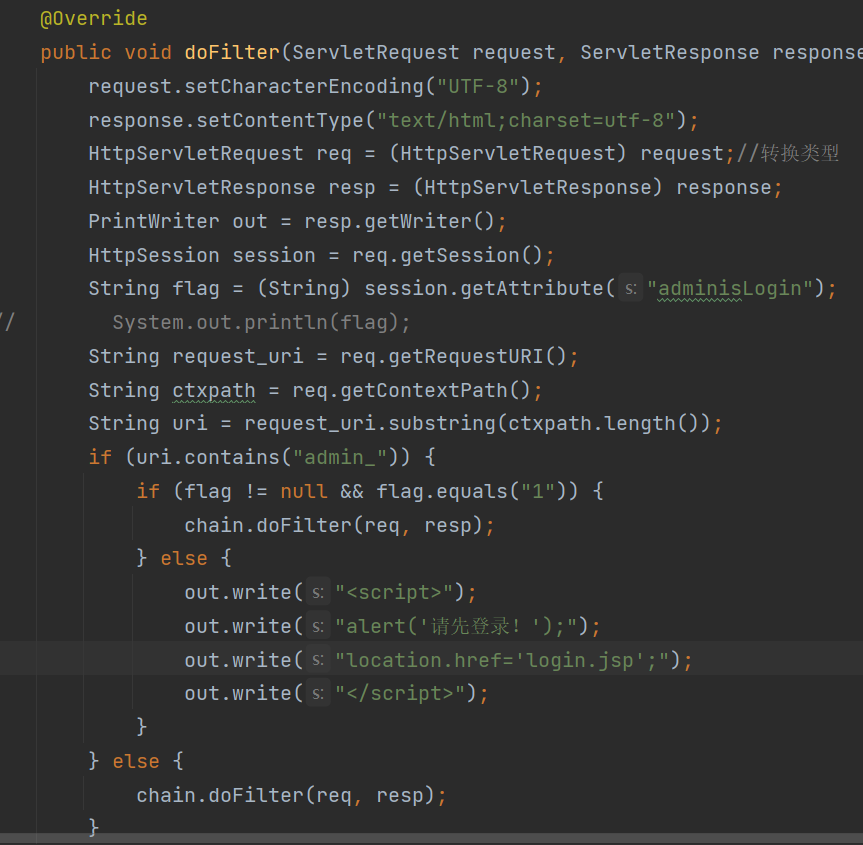 @Override
public void doFilter(ServletRequest request, ServletResponse response
request.setCharacterEncoding("UTF-8");
response.setContentType("text/html;charset=utf-8");
HttpServletRequest req = (HttpServletRequest) request;//转换类型
HttpServletResponse resp = (HttpServletResponse) response;
PrintWriter out = resp.getWriter();
HttpSession session = req.getSession();
String flag = (String) session.getAttribute( s: "adminisLogin");
// System.out.println(flag);
String request_uri = req.getRequestURI();
String ctxpath = req.getContextPath();
String uri = request_uri.substring(ctxpath.length());
if (uri.contains("admin_")) {
if (flag != null && flag.equals("1")) {
chain.doFilter(req, resp);
} else {
out.write( s: "<script>");
out.write( s: "alert('请先登录！');");
out.write( s: "location.href='login.jsp';");
out.write( s: "</script>");
}
} else {
chain.doFilter(req, resp);
}